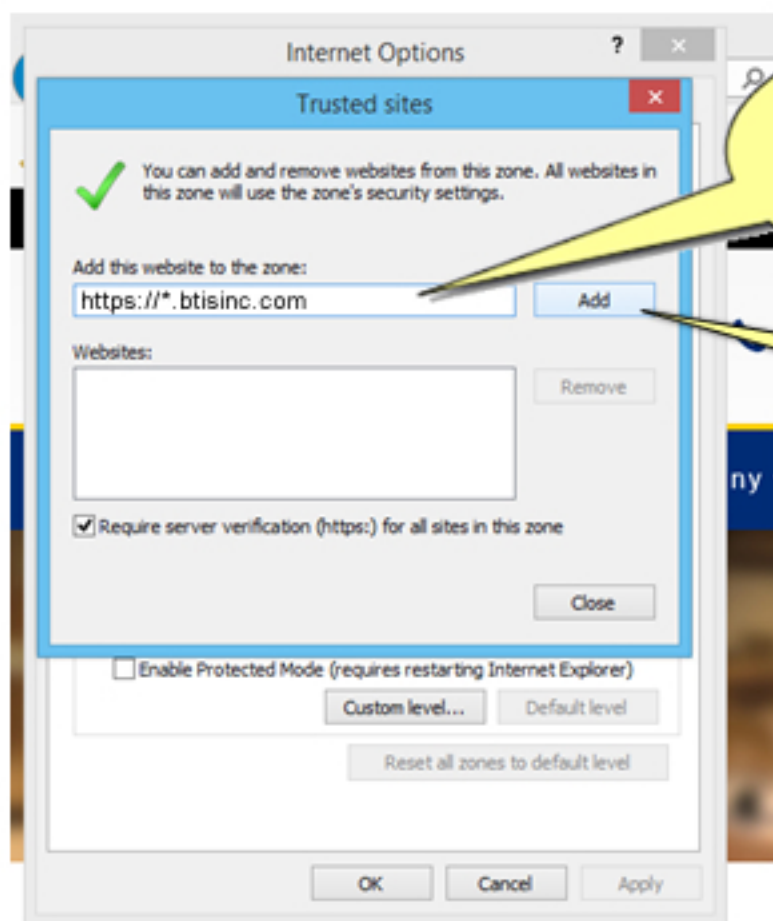 Internet Options ?
Trusted sites
You can add and remove websites from this zone. All websites in
this zone will use the zone's security settings.
Add this website to the zone:
https://*.btisinc.com
Add
Websites:
Remove
ny
Require server verification (https:) for all sites in this zone
Close
Enable Protected Mode (requires restarting Internet Explorer)
Custom level... Default level
Reset all zones to default level
OK Cancel Apply